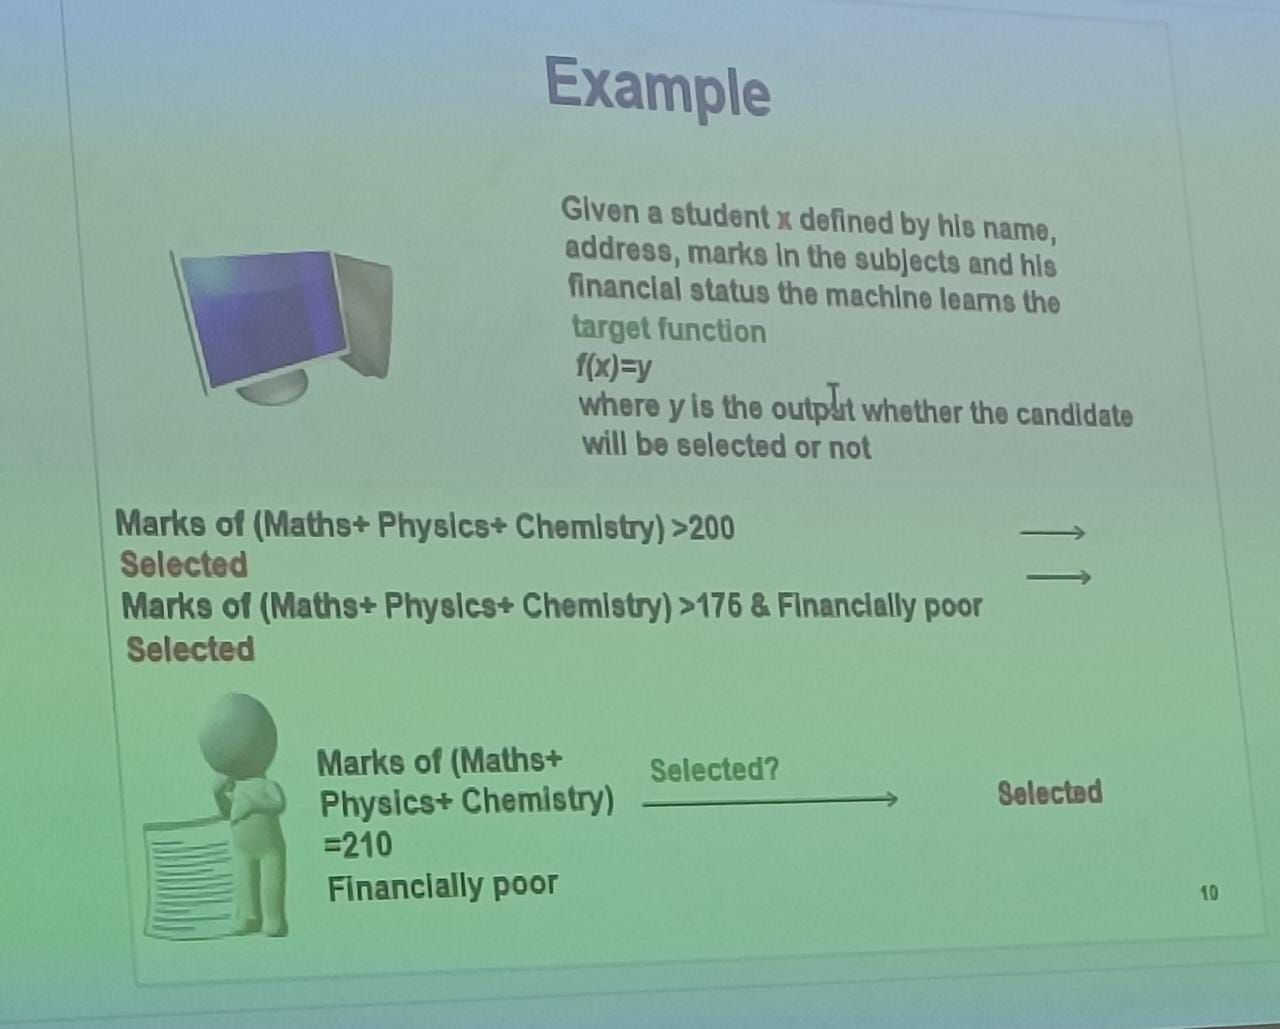 Example
Given a student x defined by his name,
address, marks in the subjects and his
financial status the machine learns the
target function
f(x)=y
where y is the output whether the candidate
will be selected or not
Marks of (Maths+ Physics+ Chemistry) >200 →
Selected →
Marks of (Maths+ Physics+ Chemistry) >175 & Financially poor
Selected
Marks of (Maths+
Physics+ Chemistry)
=210
Financially poor
Selected?
Selected
10